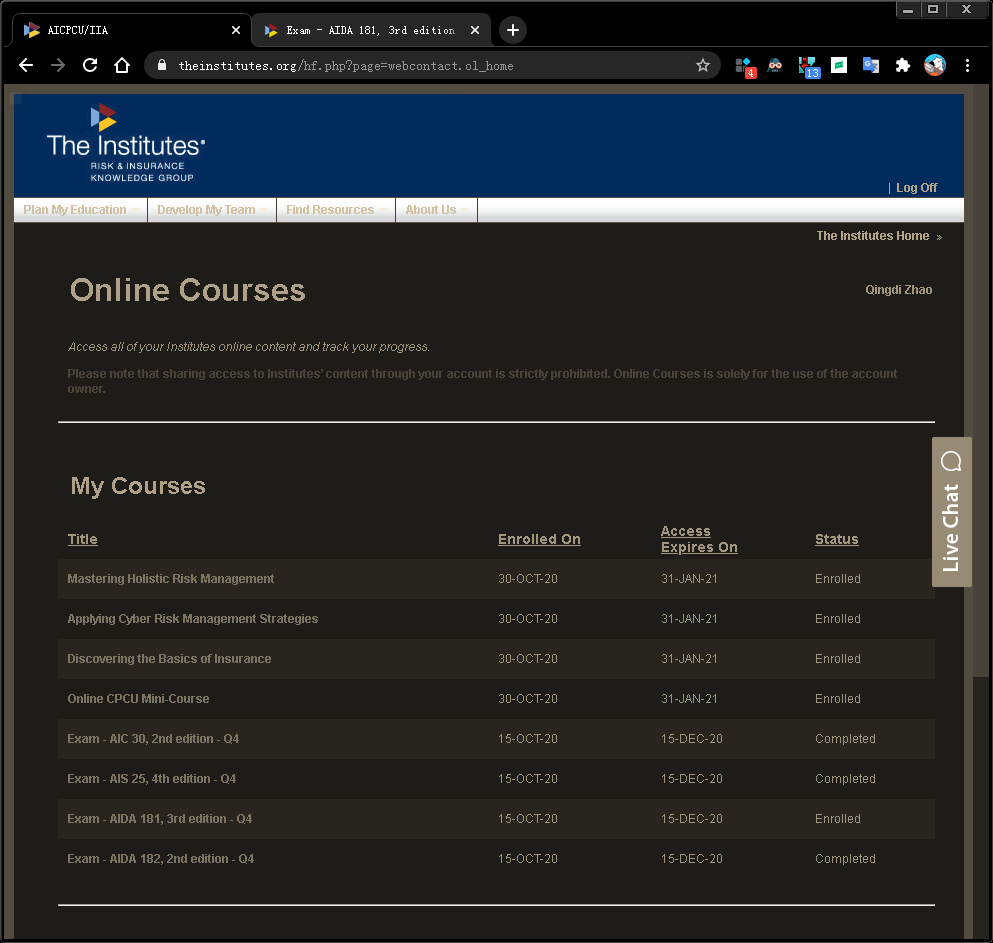 AICPCU/IIA
Exam - AIDA 181, 3rd edition
theinstitutes.org/hf.php?page=webcontact.ol_home
4
13
The Institutes
RISK & INSURANCE
KNOWLEDGE GROUP
| Log Off
Plan My Education Develop My Team Find Resources About Us
The Institutes Home »
Online Courses
Qingdi Zhao
Access all of your Institutes online content and track your progress.
Please note that sharing access to Institutes' content through your account is strictly prohibited. Online Courses is solely for the use of the account
owner.
Live Chat
My Courses
Title Enrolled On Access Expires On Status
Mastering Holistic Risk Management 30-OCT-20 31-JAN-21 Enrolled
Applying Cyber Risk Management Strategies 30-OCT-20 31-JAN-21 Enrolled
Discovering the Basics of Insurance 30-OCT-20 31-JAN-21 Enrolled
Online CPCU Mini-Course 30-OCT-20 31-JAN-21 Enrolled
Exam - AIC 30, 2nd edition - Q4 15-OCT-20 15-DEC-20 Completed
Exam - AIS 25, 4th edition - Q4 15-OCT-20 15-DEC-20 Completed
Exam - AIDA 181, 3rd edition - Q4 15-OCT-20 15-DEC-20 Enrolled
Exam - AIDA 182, 2nd edition - Q4 15-OCT-20 15-DEC-20 Completed